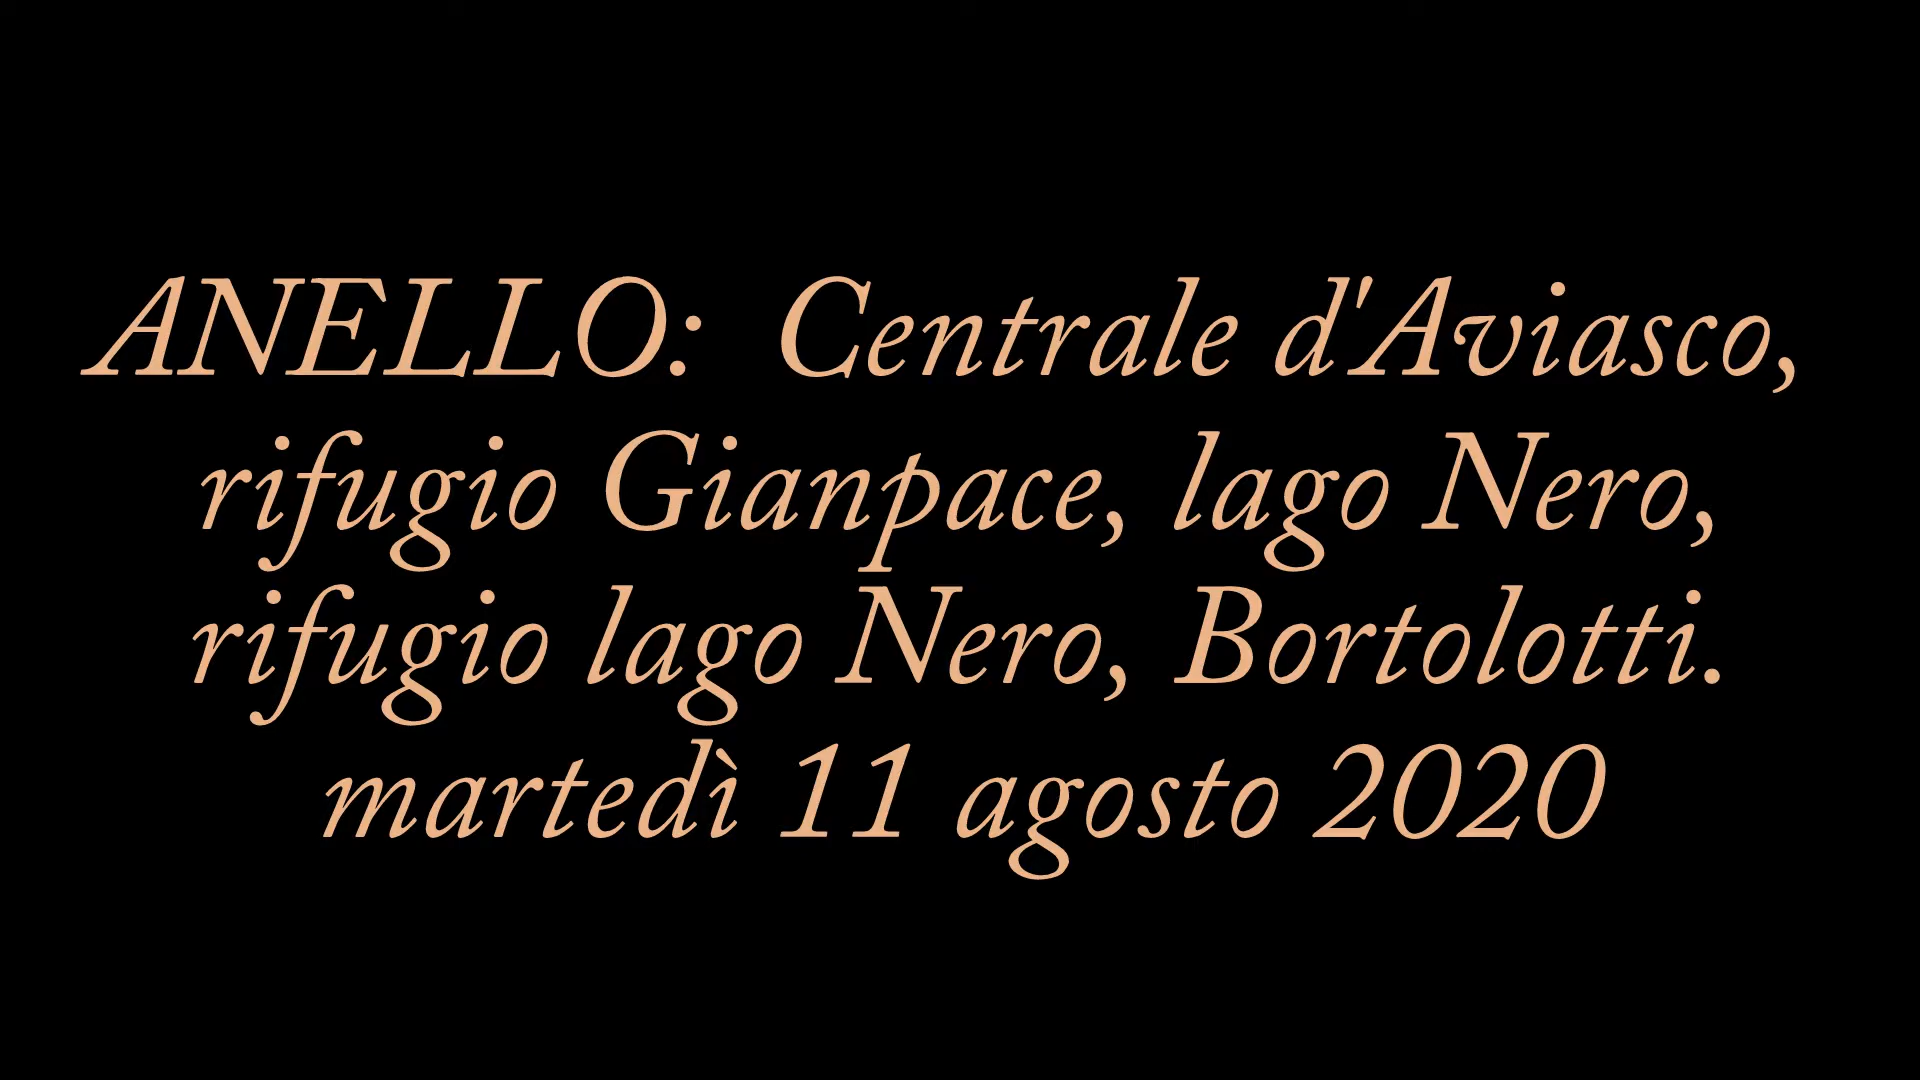 ANELLO: Centrale d'Aviasco,
rifugio Gianpace, lago Nero,
rifugio lago Nero, Bortolotti.
martedì 11 agosto 2020